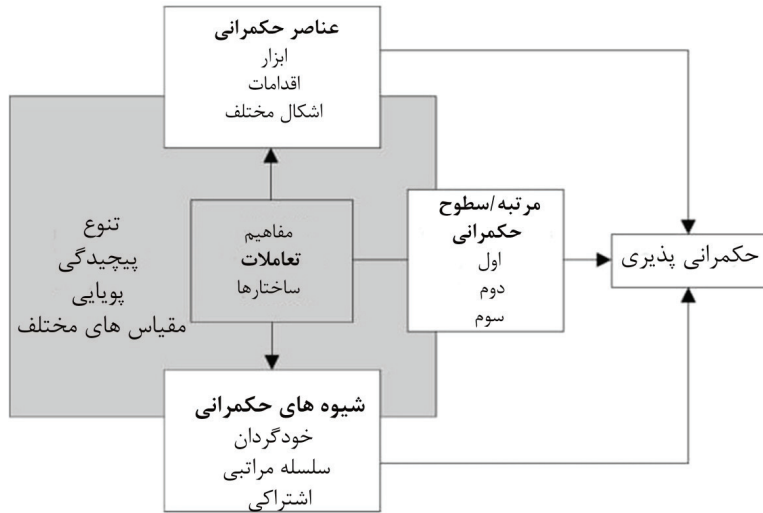 عناصر حکمرانی
ابزار
اقدامات
اشکال مختلف
تنوع
پیچیدگی
پویایی
مقیاس های مختلف
مفاهیم
تعاملات
ساختارها
مرتبه/سطوح
حکمرانی
اول
دوم
سوم
حکمرانی پذیری
شیوه های حکمرانی
خودگردان
سلسله مراتبی
اشتراکی